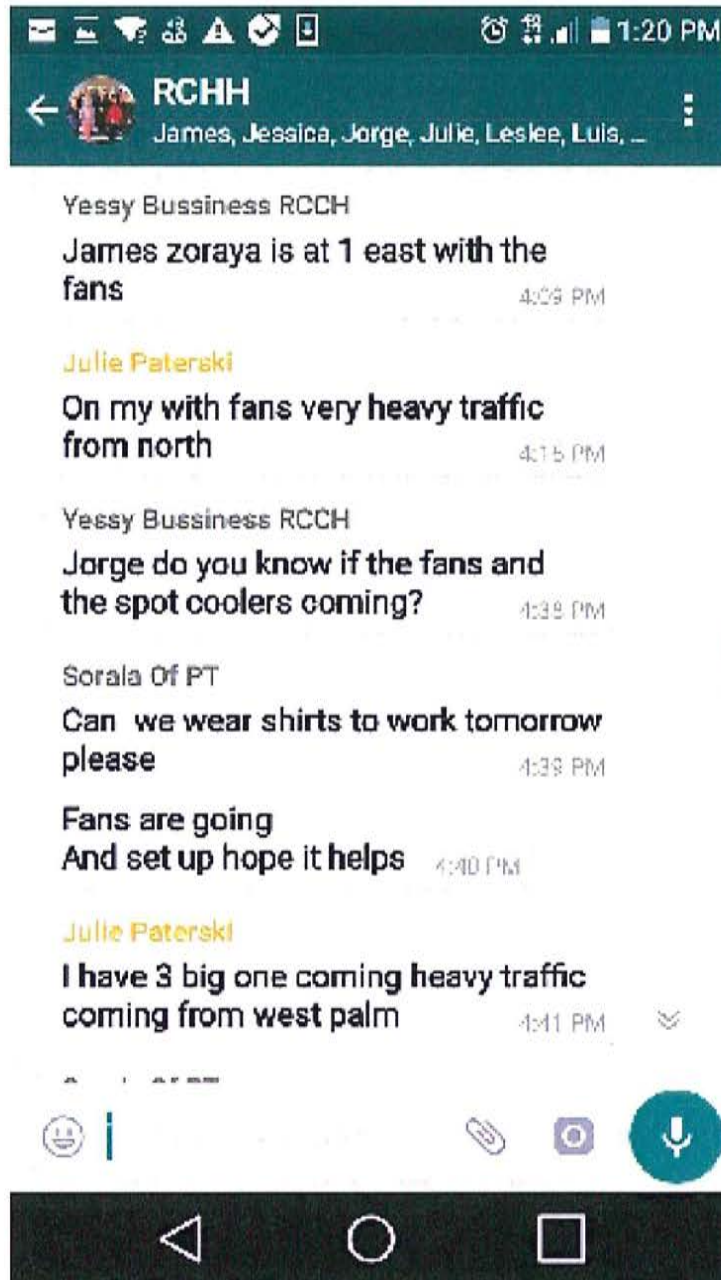 1:20 PM
RCHH
James, Jessica, Jorge, Julie, Leslee, Luis, ...
Yessy Bussiness RCCH
James zoraya is at 1 east with the
fans
4:09 PM
Julie Paterski
On my with fans very heavy traffic
from north
4:15 PM
Yessy Bussiness RCCH
Jorge do you know if the fans and
the spot coolers coming?
4:38 PM
Sorala Of PT
Can we wear shirts to work tomorrow
please
4:39 PM
Fans are going
And set up hope it helps
4:40 PM
Julie Paterski
I have 3 big one coming heavy traffic
coming from west palm
4:41 PM